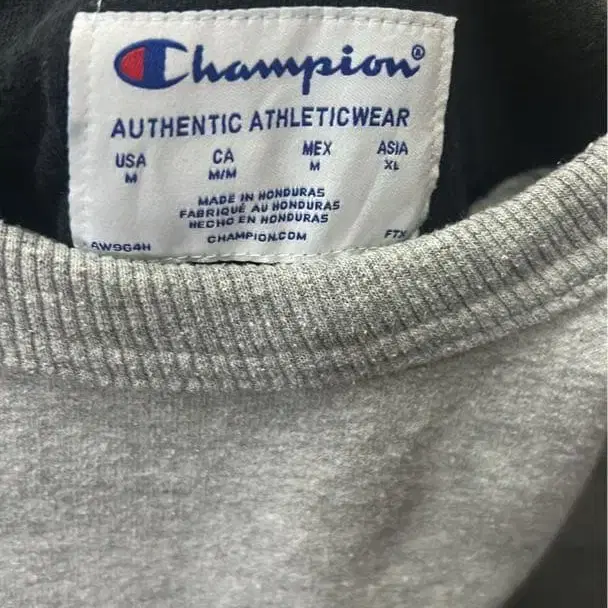 Champion®
AUTHENTIC ATHLETICWEAR
USA CA MEX ASIA
M M/M M XL
MADE IN HONDURAS
FABRIQUÉ AU HONDURAS
HECHO EN HONDURAS
CHAMPION.COM